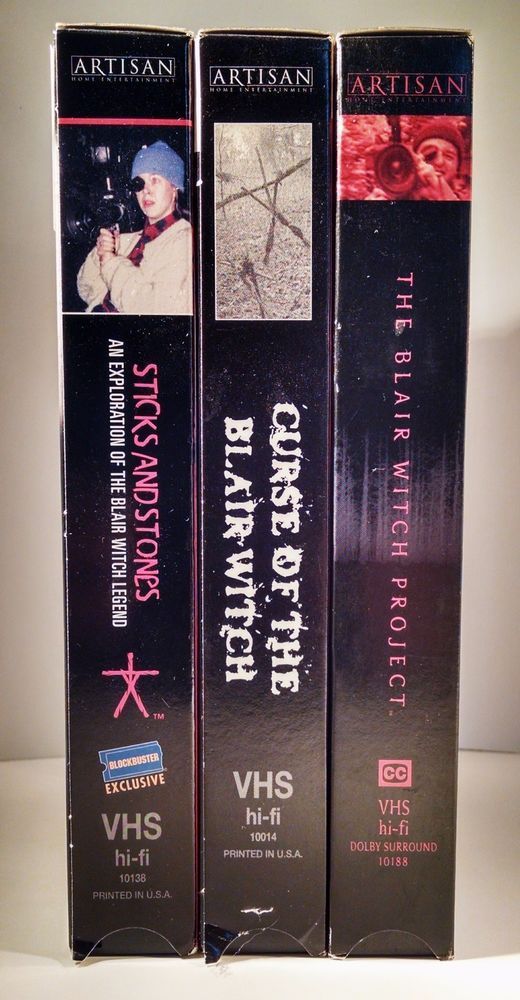 ARTISAN
HOME ENTERTAINMENT
STICKS AND STONES
AN EXPLORATION OF THE BLAIR WITCH LEGEND
TM
BLOCKBUSTER
EXCLUSIVE
VHS
hi-fi
10138
PRINTED IN U.S.A.
ARTISAN
HOME ENTERTAINMENT
CURSE OF THE
BLAIR WITCH
VHS
hi-fi
10014
PRINTED IN U.S.A.
ARTISAN
HOME ENTERTAINMENT
THE BLAIR WITCH PROJECT
CC
VHS
hi-fi
DOLBY SURROUND
10188